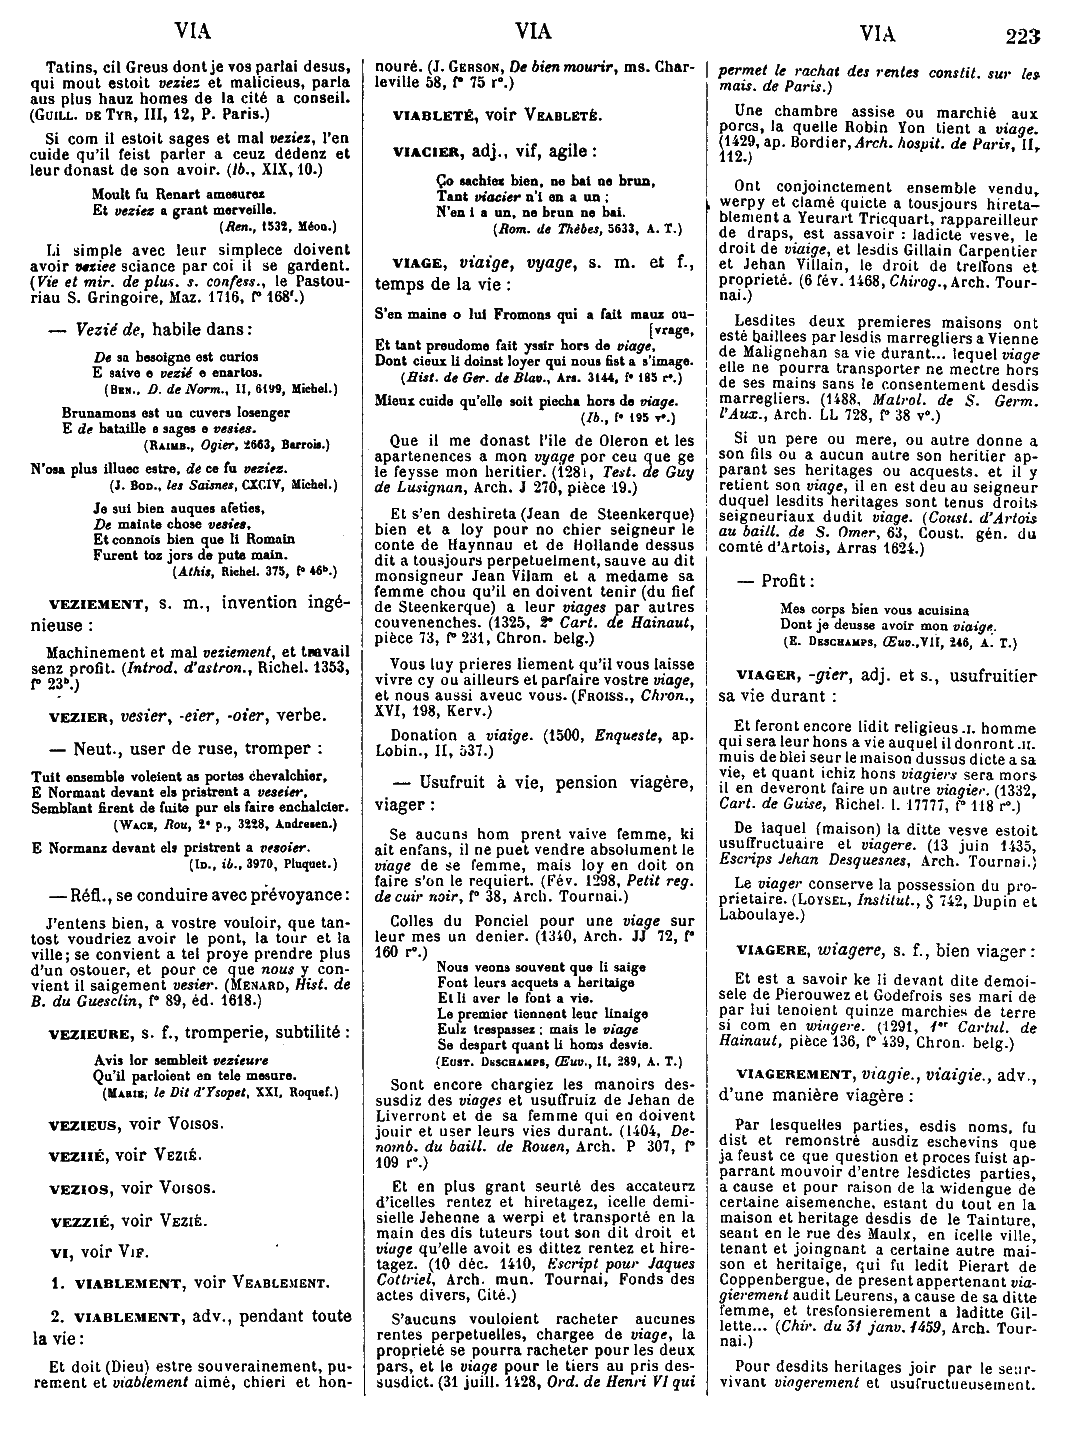 VIA
VIA
VIA
223
Tatins, cil Greus dont je vos parlai desus,
qui mout estoit veziez et malicieus, parla
aus plus hauz homes de la cité a conseil.
(GUILL. DE TYR, III, 12, P. Paris.)
Si com il estoit sages et mal veziez, l'en
cuide qu'il feist parler a ceuz dedenz et
leur donast de son avoir. (Ib., XIX, 10.)
Moult fu Renart amesurez
Et veziez a grant merveille.
(Ren., 1532, Méon.)
Li simple avec leur simplece doivent
avoir veziee sciance par coi il se gardent.
(Vie et mir. de plus. s. confess., le Pastou-
riau S. Gringoire, Maz. 1716, f° 168ᶠ.)
— Vezié de, habile dans :
De sa besoigne est curios
E saive e vezié e enartos.
(BEN., D. de Norm., II, 6199, Michel.)
Brunamons est un cuvers losenger
E de bataille e sages e vesies.
(RAIMB., Ogier, 2663, Barrois.)
N'osa plus illuec estre, de ce fu veziez.
(J. BOD., les Saisnes, CXCIV, Michel.)
Je sui bien auques afeties,
De mainte chose vesies,
Et connois bien que li Romain
Furent toz jors de pute main.
(Athis, Richel. 375, f° 46ᵇ.)
VEZIEMENT, s. m., invention ingé-
nieuse :
Machinement et mal veziement, et travail
senz profit. (Introd. d'astron., Richel. 1353,
f° 23ᵇ.)
VEZIER, vesier, -eier, -oier, verbe.
— Neut., user de ruse, tromper :
Tuit ensemble voleient as portes chevalchier,
E Normant devant els pristrent a veseier,
Semblant firent de fuite pur els faire enchalcier.
(WACE, Rou, 2ᵉ p., 3228, Andresen.)
E Normanz devant els pristrent a vesoier.
(ID., ib., 3970, Pluquet.)
— Réfl., se conduire avec prévoyance :
J'entens bien, a vostre vouloir, que tan-
tost voudriez avoir le pont, la tour et la
ville ; se convient a tel proye prendre plus
d'un ostouer, et pour ce que nous y con-
vient il saigement vesier. (MENARD, Hist. de
B. du Guesclin, f° 89, éd. 1618.)
VEZIEURE, s. f., tromperie, subtilité :
Avis lor sembleit vezieure
Qu'il parloient en tele mesure.
(MARIE, le Dit d'Ysopet, XXI, Roquef.)
VEZIEUS, voir VOISOS.
VEZIIÉ, voir VEZIÉ.
VEZIOS, voir VOISOS.
VEZZIÉ, voir VEZIÉ.
VI, voir VIF.
1. VIABLEMENT, voir VEABLEMENT.
2. VIABLEMENT, adv., pendant toute
la vie :
Et doit (Dieu) estre souverainement, pu-
rement et viablement aimé, chieri et hon-
nouré. (J. GERSON, De bien mourir, ms. Char-
leville 58, f° 75 r°.)
VIABLETÉ, voir VEABLETÉ.
VIACIER, adj., vif, agile :
Ço sachiez bien, ne bai ne brun,
Tant viacier n'i en a un ;
N'en i a un, ne brun ne bai.
(Rom. de Thèbes, 5633, A. T.)
VIAGE, viaige, vyage, s. m. et f.,
temps de la vie :
S'en maine o lui Fromons qui a fait mauz ou-
[vrage,
Et tant preudome fait yssir hors de viage,
Dont cieux li doinst loyer qui nous fist a s'image.
(Hist. de Ger. de Blav., Ars. 3144, f° 185 r°.)
Mieux cuide qu'elle soit piecha hors de viage.
(Ib., f° 195 v°.)
Que il me donast l'ile de Oleron et les
apartenences a mon vyage por ceu que ge
le feysse mon heritier. (1281, Test. de Guy
de Lusignan, Arch. J 270, pièce 19.)
Et s'en deshireta (Jean de Steenkerque)
bien et a loy pour no chier seigneur le
conte de Haynnau et de Hollande dessus
dit a tousjours perpetuelment, sauve au dit
monsigneur Jean Vilam et a medame sa
femme chou qu'il en doivent tenir (du fief
de Steenkerque) a leur viages par autres
couvenenches. (1325, 2ᵉ Cart. de Hainaut,
pièce 73, f° 231, Chron. belg.)
Vous luy prieres liement qu'il vous laisse
vivre cy ou ailleurs et parfaire vostre viage,
et nous aussi aveuc vous. (FROISS., Chron.,
XVI, 198, Kerv.)
Donation a viaige. (1500, Enqueste, ap.
Lobin., II, 537.)
— Usufruit à vie, pension viagère,
viager :
Se aucuns hom prent vaive femme, ki
ait enfans, il ne puet vendre absolument le
viage de se femme, mais loy en doit on
faire s'on le requiert. (Fév. 1298, Petit reg.
de cuir noir, f° 38, Arch. Tournai.)
Colles du Ponciel pour une viage sur
leur mes un denier. (1340, Arch. JJ 72, f°
160 r°.)
Nous veons souvent que li saige
Font leurs acquets a heritaige
Et li aver le font a vie.
Le premier tiennent leur linaige
Eulz trespassez ; mais le viage
Se despart quant li homs desvie.
(EUST. DESCHAMPS, Œuv., II, 289, A. T.)
Sont encore chargiez les manoirs des-
susdiz des viages et usuffruiz de Jehan de
Liverront et de sa femme qui en doivent
jouir et user leurs vies durant. (1404, De-
nomb. du baill. de Rouen, Arch. P 307, f°
109 r°.)
Et en plus grant seurté des accateurz
d'icelles rentez et hiretagez, icelle demi-
sielle Jehenne a werpi et transporté en la
main des dis tuteurs tout son dit droit et
viage qu'elle avoit es dittez rentez et hire-
tagez. (10 déc. 1410, Escript pour Jaques
Cottriel, Arch. mun. Tournai, Fonds des
actes divers, Cité.)
S'aucuns vouloient racheter aucunes
rentes perpetuelles, chargee de viage, la
proprieté se pourra racheter pour les deux
pars, et le viage pour le tiers au pris des-
susdict. (31 juill. 1428, Ord. de Henri VI qui
permet le rachat des rentes constit. sur les
mais. de Paris.)
Une chambre assise ou marchié aux
porcs, la quelle Robin Yon tient a viage.
(1429, ap. Bordier, Arch. hospit. de Paris, II,
112.)
Ont conjoinctement ensemble vendu,
werpy et clamé quicte a tousjours hireta-
blement a Yeurart Tricquart, rappareilleur
de draps, est assavoir : ladicte vesve, le
droit de viaige, et lesdis Gillain Carpentier
et Jehan Villain, le droit de treffons et
proprieté. (6 fév. 1468, Chirog., Arch. Tour-
nai.)
Lesdites deux premieres maisons ont
esté baillees par lesdis marregliers a Vienne
de Malignehan sa vie durant... lequel viage
elle ne pourra transporter ne mectre hors
de ses mains sans le consentement desdis
marregliers. (1488, Matrol. de S. Germ.
l'Aux., Arch. LL 728, f° 38 v°.)
Si un pere ou mere, ou autre donne a
son fils ou a aucun autre son heritier ap-
parant ses heritages ou acquests. et il y
retient son viage, il en est deu au seigneur
duquel lesdits heritages sont tenus droits
seigneuriaux dudit viage. (Coust. d'Artois
au baill. de S. Omer, 63, Coust. gén. du
comté d'Artois, Arras 1624.)
— Profit :
Mes corps bien vous acuisina
Dont je deusse avoir mon viaige.
(E. DESCHAMPS, Œuv., VII, 246, A. T.)
VIAGER, -gier, adj. et s., usufruitier
sa vie durant :
Et feront encore lidit religieus .I. homme
qui sera leur hons a vie auquel il donront .II.
muis de blei seur le maison dussus dicte a sa
vie, et quant ichiz hons viagiers sera mors
il en deveront faire un autre viagier. (1332,
Cart. de Guise, Richel. l. 17777, f° 118 r°.)
De laquel (maison) la ditte vesve estoit
usuffructuaire et viagere. (13 juin 1435,
Escrips Jehan Desquesnes, Arch. Tournai.)
Le viager conserve la possession du pro-
prietaire. (LOYSEL, Institut., § 742, Dupin et
Laboulaye.)
VIAGERE, wiagere, s. f., bien viager :
Et est a savoir ke li devant dite demoi-
sele de Pierouwez et Godefrois ses mari de
par lui tenoient quinze marchies de terre
si com en wiagere. (1291, 1ᵉʳ Cartul. de
Hainaut, pièce 136, f° 439, Chron. belg.)
VIAGEREMENT, viagie., viaigie., adv.,
d'une manière viagère :
Par lesquelles parties, esdis noms, fu
dist et remonstré ausdiz eschevins que
ja feust ce que question et proces fuist ap-
parrant mouvoir d'entre lesdictes parties,
a cause et pour raison de la widengue de
certaine aisemenche, estant du tout en la
maison et heritage desdis de le Tainture,
seant en le rue des Maulx, en icelle ville,
tenant et joingnant a certaine autre mai-
son et heritaige, qui fu ledit Pierart de
Coppenbergue, de present appertenant via-
gierement audit Leurens, a cause de sa ditte
femme, et tresfonsierement a laditte Gil-
lette... (Chir. du 31 janv. 1459, Arch. Tour-
nai.)
Pour desdits heritages joir par le seur-
vivant viagerement et usufructueusement.